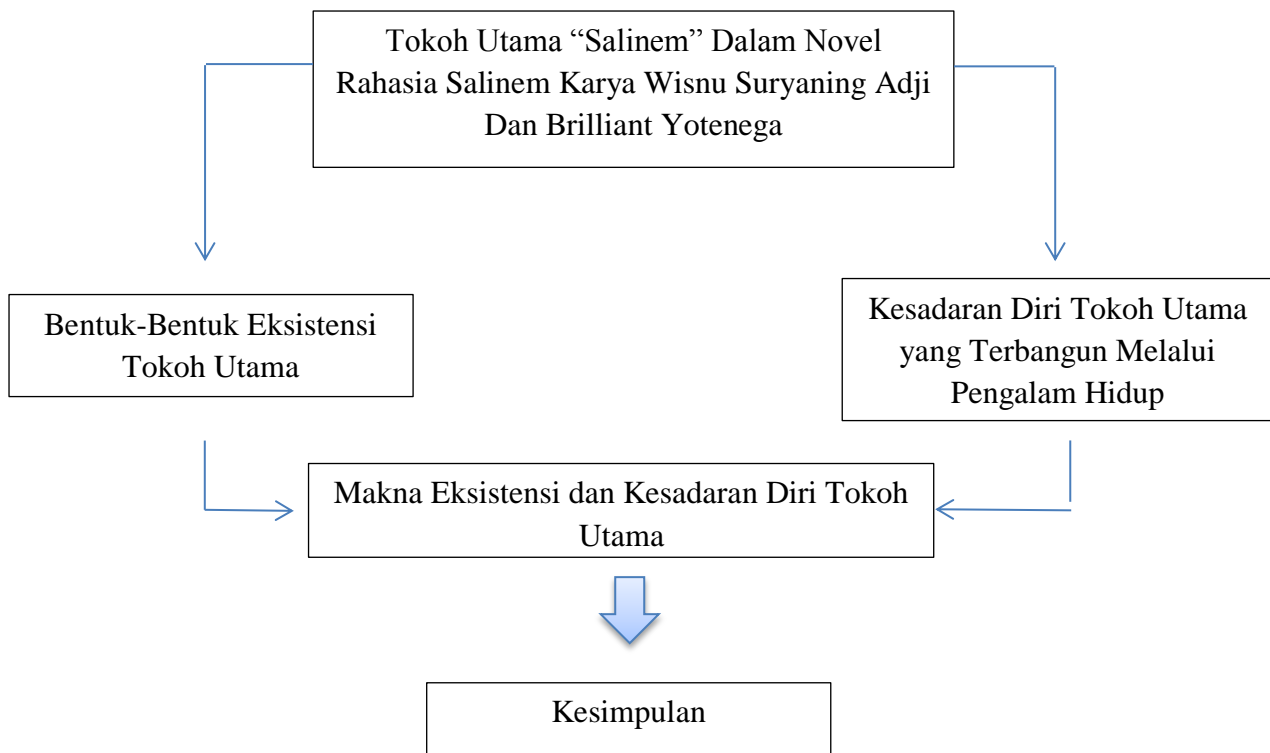 Tokoh Utama “Salinem” Dalam Novel
Rahasia Salinem Karya Wisnu Suryaning Adji
Dan Brilliant Yotenega
Bentuk-Bentuk Eksistensi
Tokoh Utama
Kesadaran Diri Tokoh Utama
yang Terbangun Melalui
Pengalam Hidup
Makna Eksistensi dan Kesadaran Diri Tokoh
Utama
Kesimpulan